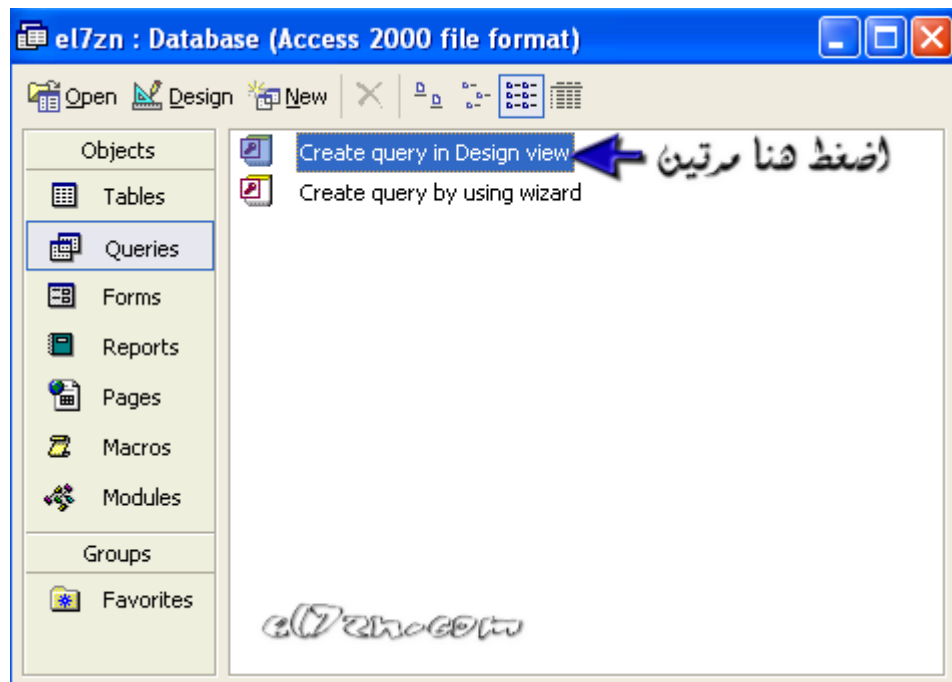 el7zn : Database (Access 2000 file format)
Open Design New
Objects
Tables
Queries
Forms
Reports
Pages
Macros
Modules
Groups
Favorites
Create query in Design view اضغط هنا مرتين
Create query by using wizard
el7zn.com